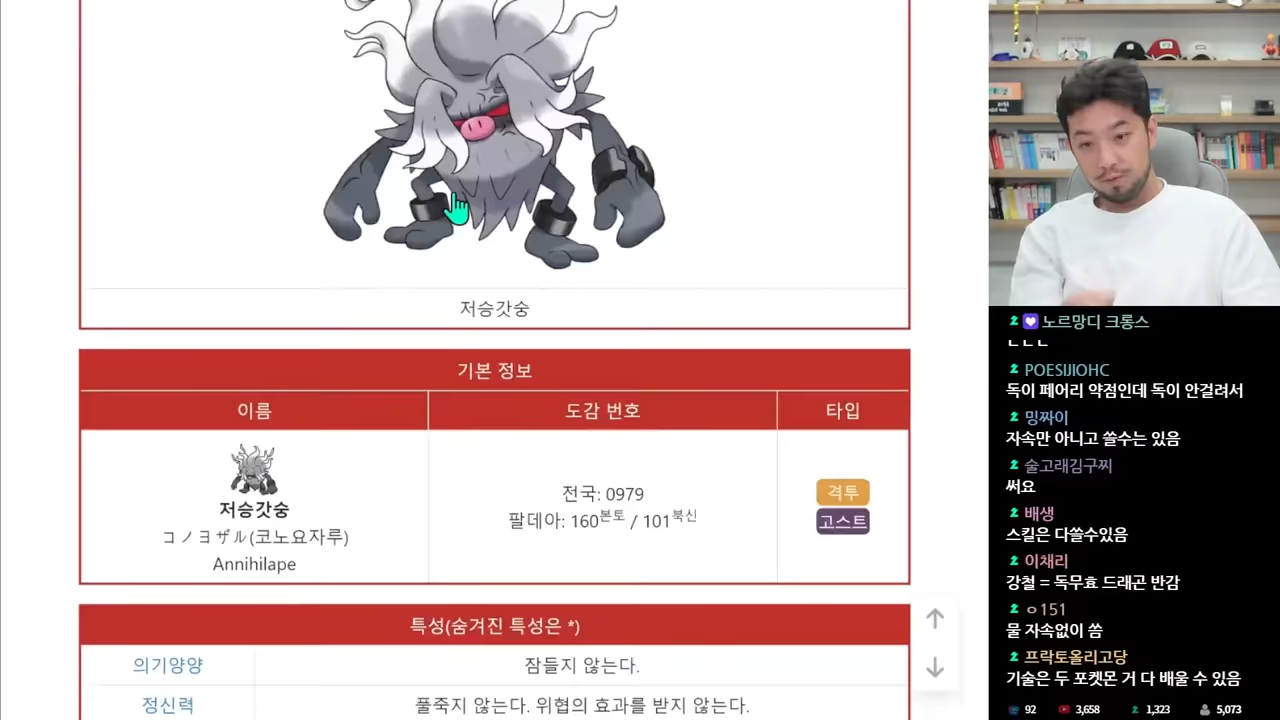 저승갓숭
기본 정보
이름
도감 번호
타입
저승갓숭
コノヨザル(코노요자루)
Annihilape
전국: 0979
팔데아: 160본토 / 101북신
격투
고스트
특성(숨겨진 특성은 *)
의기양양
잠들지 않는다.
정신력
풀죽지 않는다. 위협의 효과를 받지 않는다.
노르망디 크롱스
ㄴㄴㄴ
POESIJIOHC
독이 페어리 약점인데 독이 안걸려서
밍짜이
자속만 아니고 쓸수는 있음
술고래김구찌
써요
배생
스킬은 다쓸수있음
이채리
강철 = 독무효 드래곤 반감
ㅇ151
물 자속없이 씀
프락토올리고당
기술은 두 포켓몬 거 다 배울 수 있음
92
3,658
1,323
5,073